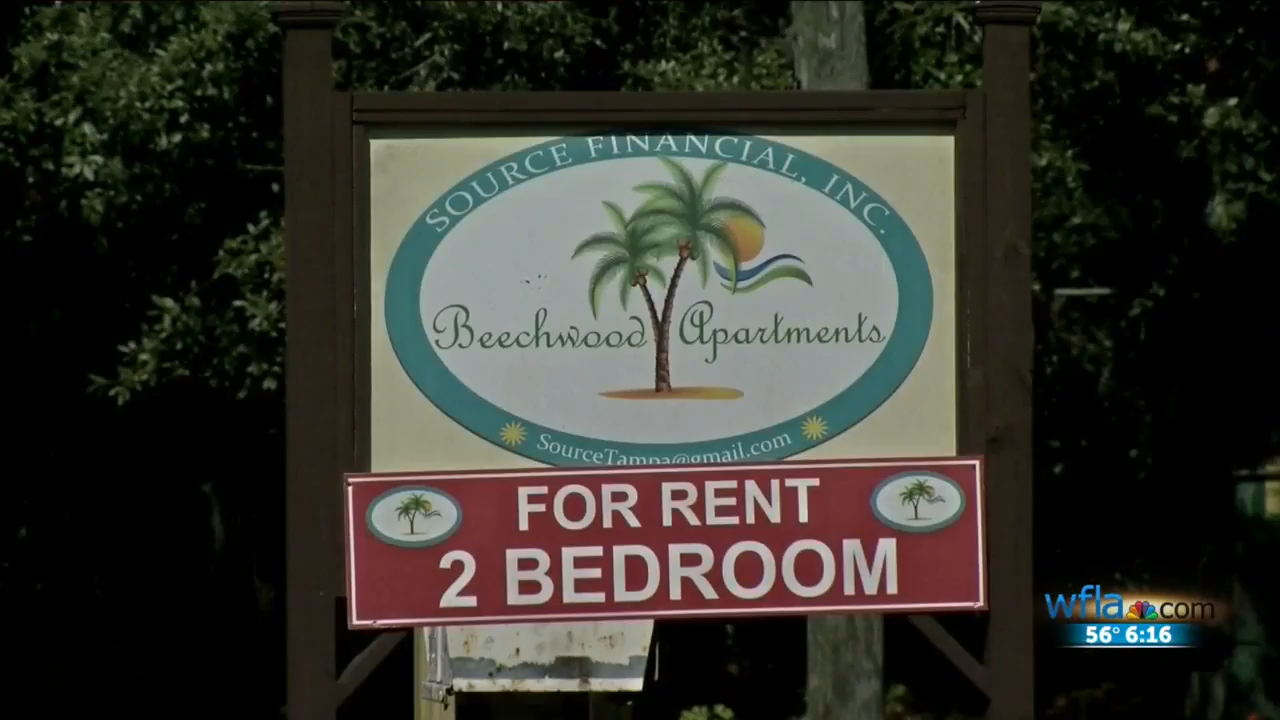 SOURCE FINANCIAL, INC.
Beechwood Apartments
SourceTampa@gmail.com
FOR RENT
2 BEDROOM
wfla.com
56° 6:16